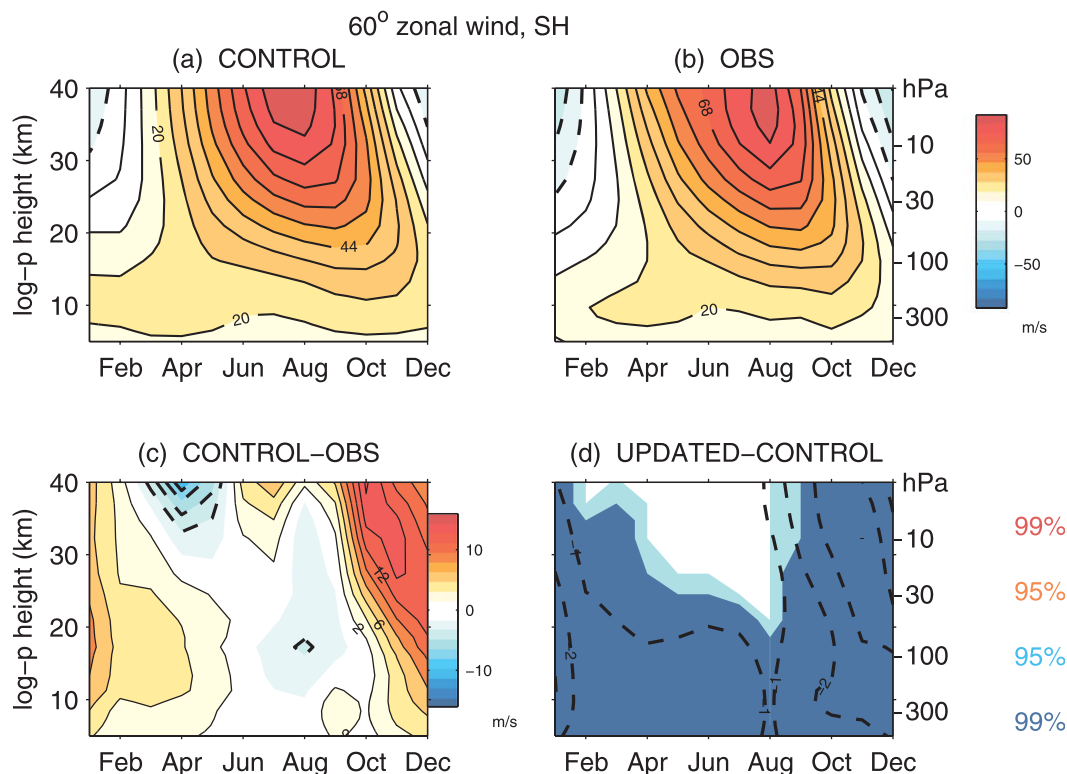 60° zonal wind, SH
(a) CONTROL
(b) OBS
40
30
20
10
log−p height (km)
20
44
20
Feb Apr Jun Aug Oct Dec
68
20
hPa
10
30
100
300
Feb Apr Jun Aug Oct Dec
50
0
−50
m/s
(c) CONTROL−OBS
(d) UPDATED−CONTROL
40
30
20
10
log−p height (km)
12
6
2
Feb Apr Jun Aug Oct Dec
10
0
−10
m/s
−2
hPa
10
30
100
300
Feb Apr Jun Aug Oct Dec
99%
95%
95%
99%